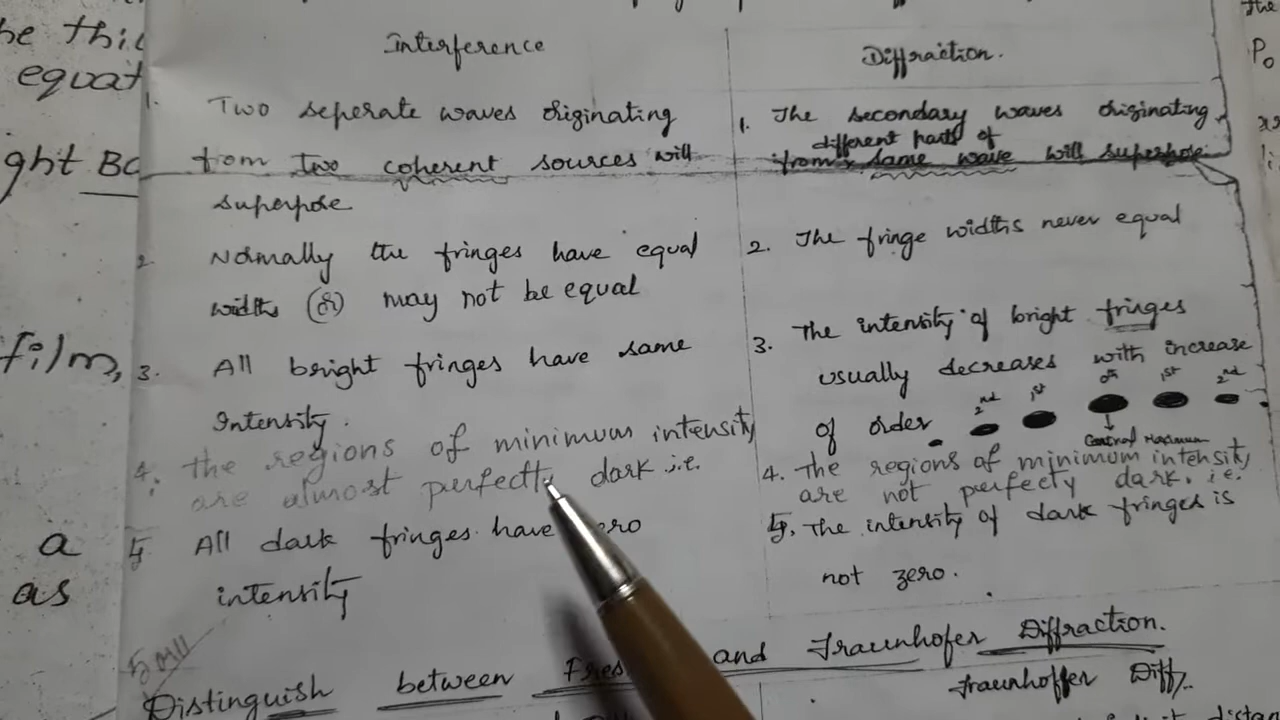 Interference
1. Two seperate waves originating
from two coherent sources will
superpose
2. Normally the fringes have equal
widths (or) may not be equal
3. All bright fringes have same
Intensity.
4. the regions of minimum intensity
are almost perfectly dark i.e.
5 All dark fringes have zero
intensity
Diffraction.
1. The secondary waves originating
different parts of
from same wave will superpose
2. The fringe widths never equal
3. The intensity of bright fringes
usually decreases with increase
of order 2nd 1st 0th 1st 2nd
Central Maximum
4. the regions of minimum intensity
are not perfecty dark. i.e.
5. The intensity of dark fringes is
not zero.
Distinguish between and Fraunhofer Diffraction.
Fraunhoffer Diff..
equat
film,
a
as